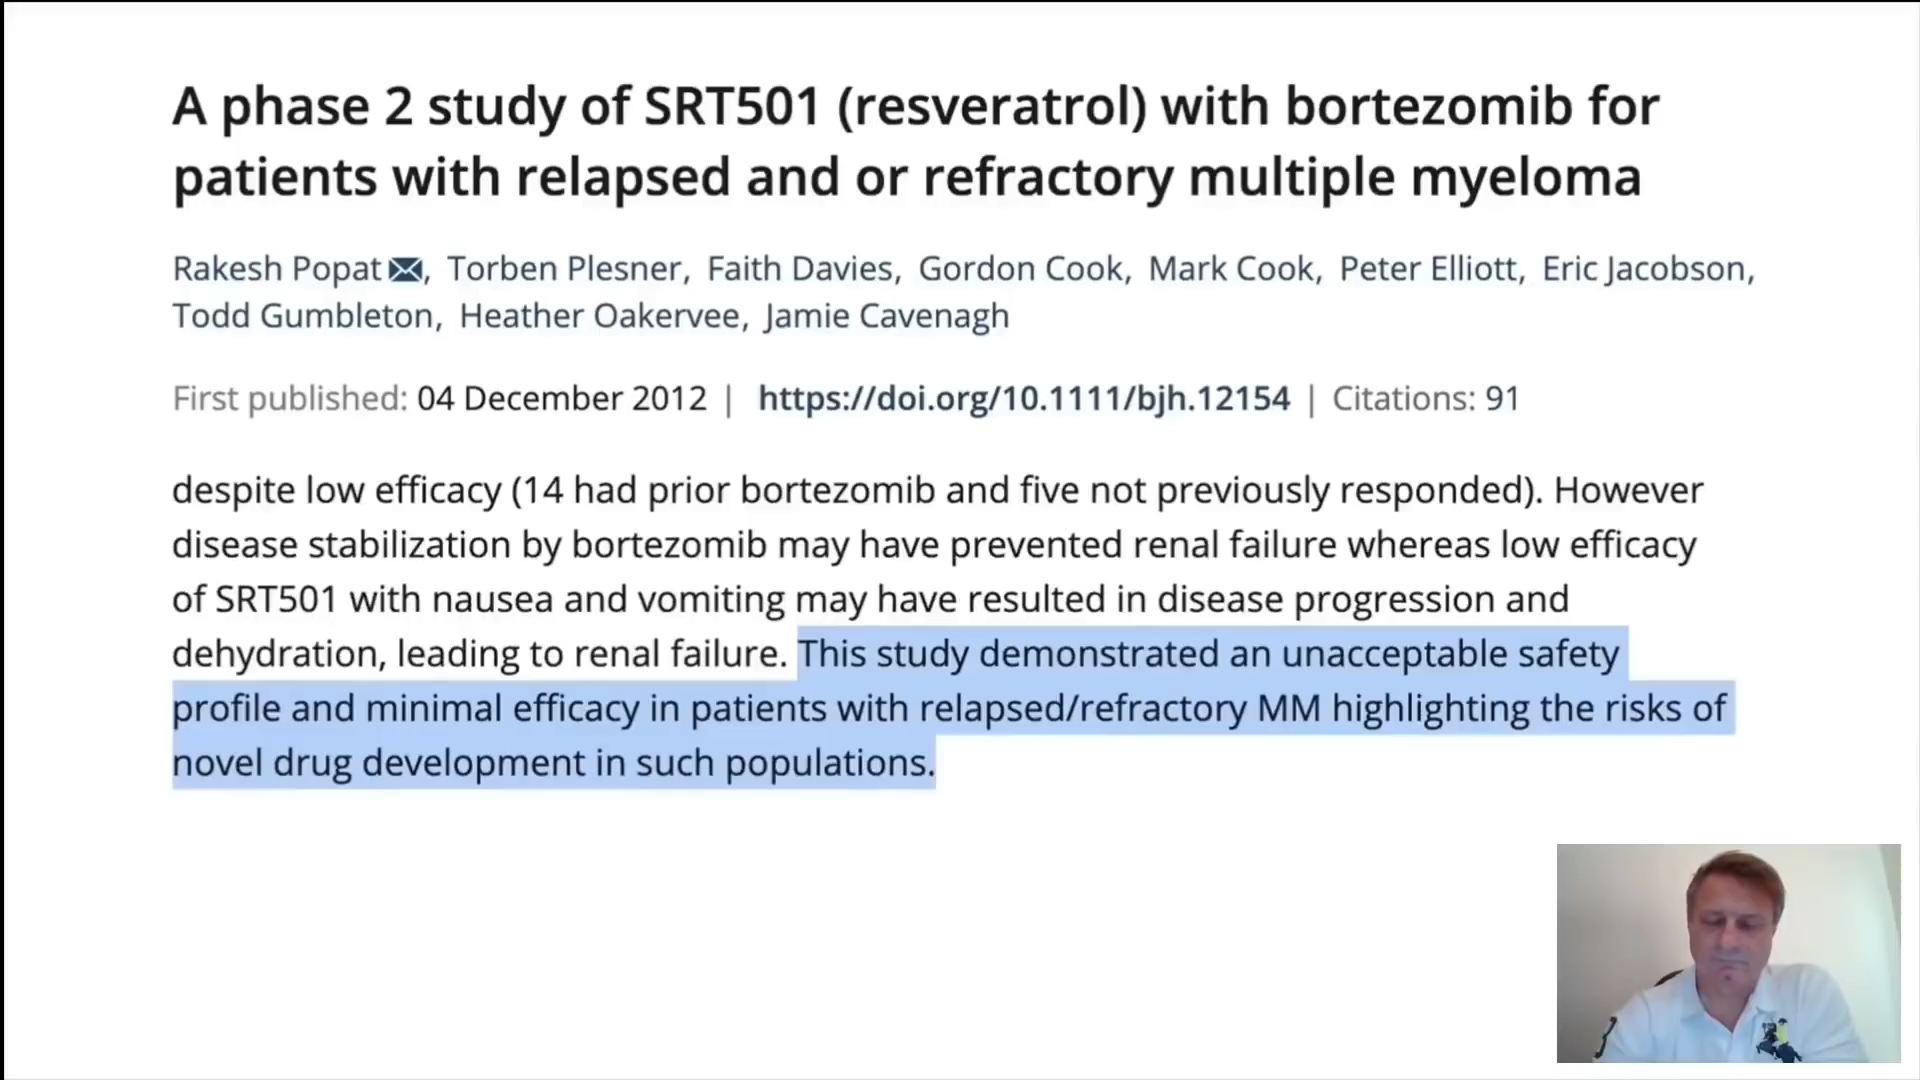 A phase 2 study of SRT501 (resveratrol) with bortezomib for
patients with relapsed and or refractory multiple myeloma
Rakesh Popat, Torben Plesner, Faith Davies, Gordon Cook, Mark Cook, Peter Elliott, Eric Jacobson,
Todd Gumbleton, Heather Oakervee, Jamie Cavenagh
First published: 04 December 2012 | https://doi.org/10.1111/bjh.12154 | Citations: 91
despite low efficacy (14 had prior bortezomib and five not previously responded). However
disease stabilization by bortezomib may have prevented renal failure whereas low efficacy
of SRT501 with nausea and vomiting may have resulted in disease progression and
dehydration, leading to renal failure. This study demonstrated an unacceptable safety
profile and minimal efficacy in patients with relapsed/refractory MM highlighting the risks of
novel drug development in such populations.